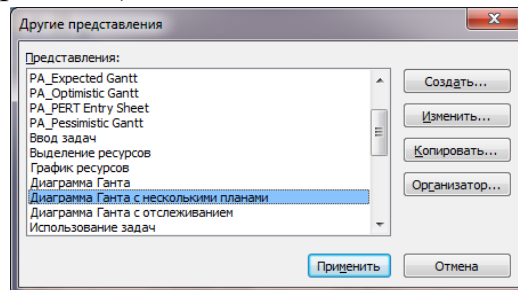 Другие представления
Представления:
PA_Expected Gantt
PA_Optimistic Gantt
PA_PERT Entry Sheet
PA_Pessimistic Gantt
Ввод задач
Выделение ресурсов
График ресурсов
Диаграмма Ганта
Диаграмма Ганта с несколькими планами
Диаграмма Ганта с отслеживанием
Использование задач
Создать...
Изменить...
Копировать...
Организатор...
Применить
Отмена